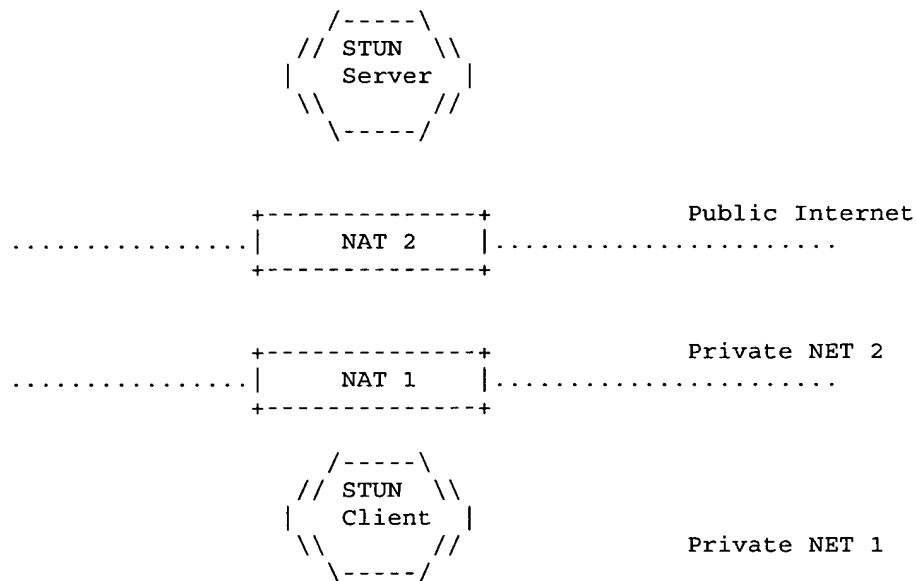 /-----\
// STUN \\
| Server |
\\ //
\-----/
+--------------+ Public Internet
................| NAT 2 |.......................
+--------------+
+--------------+ Private NET 2
................| NAT 1 |.......................
+--------------+
/-----\
// STUN \\
| Client |
\\ // Private NET 1
\-----/